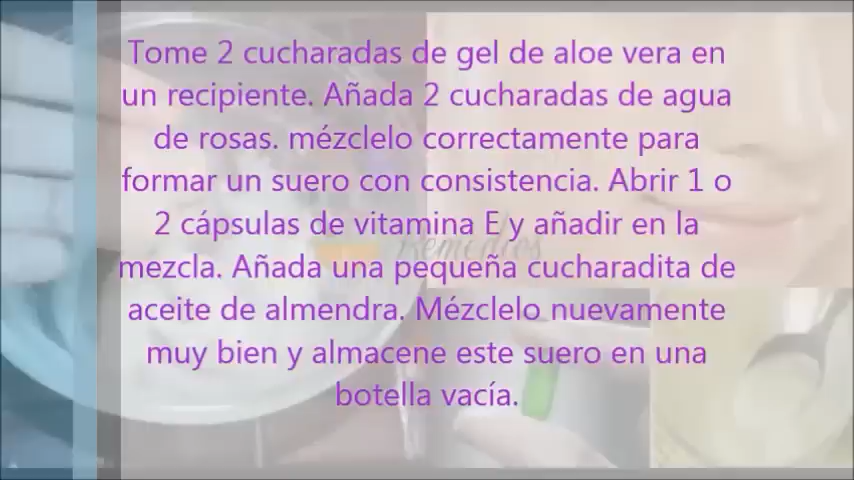 Tome 2 cucharadas de gel de aloe vera en
un recipiente. Añada 2 cucharadas de agua
de rosas. mézclelo correctamente para
formar un suero con consistencia. Abrir 1 o
2 cápsulas de vitamina E y añadir en la
Remedios
mezcla. Añada una pequeña cucharadita de
aceite de almendra. Mézclelo nuevamente
muy bien y almacene este suero en una
botella vacía.